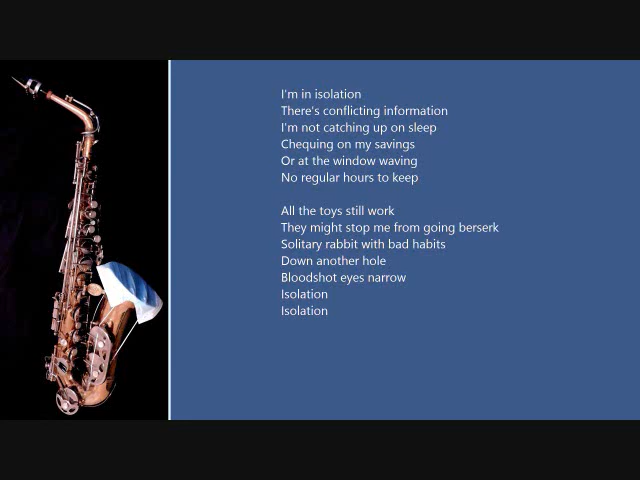 I'm in isolation
There's conflicting information
I'm not catching up on sleep
Chequing on my savings
Or at the window waving
No regular hours to keep

All the toys still work
They might stop me from going berserk
Solitary rabbit with bad habits
Down another hole
Bloodshot eyes narrow
Isolation
Isolation